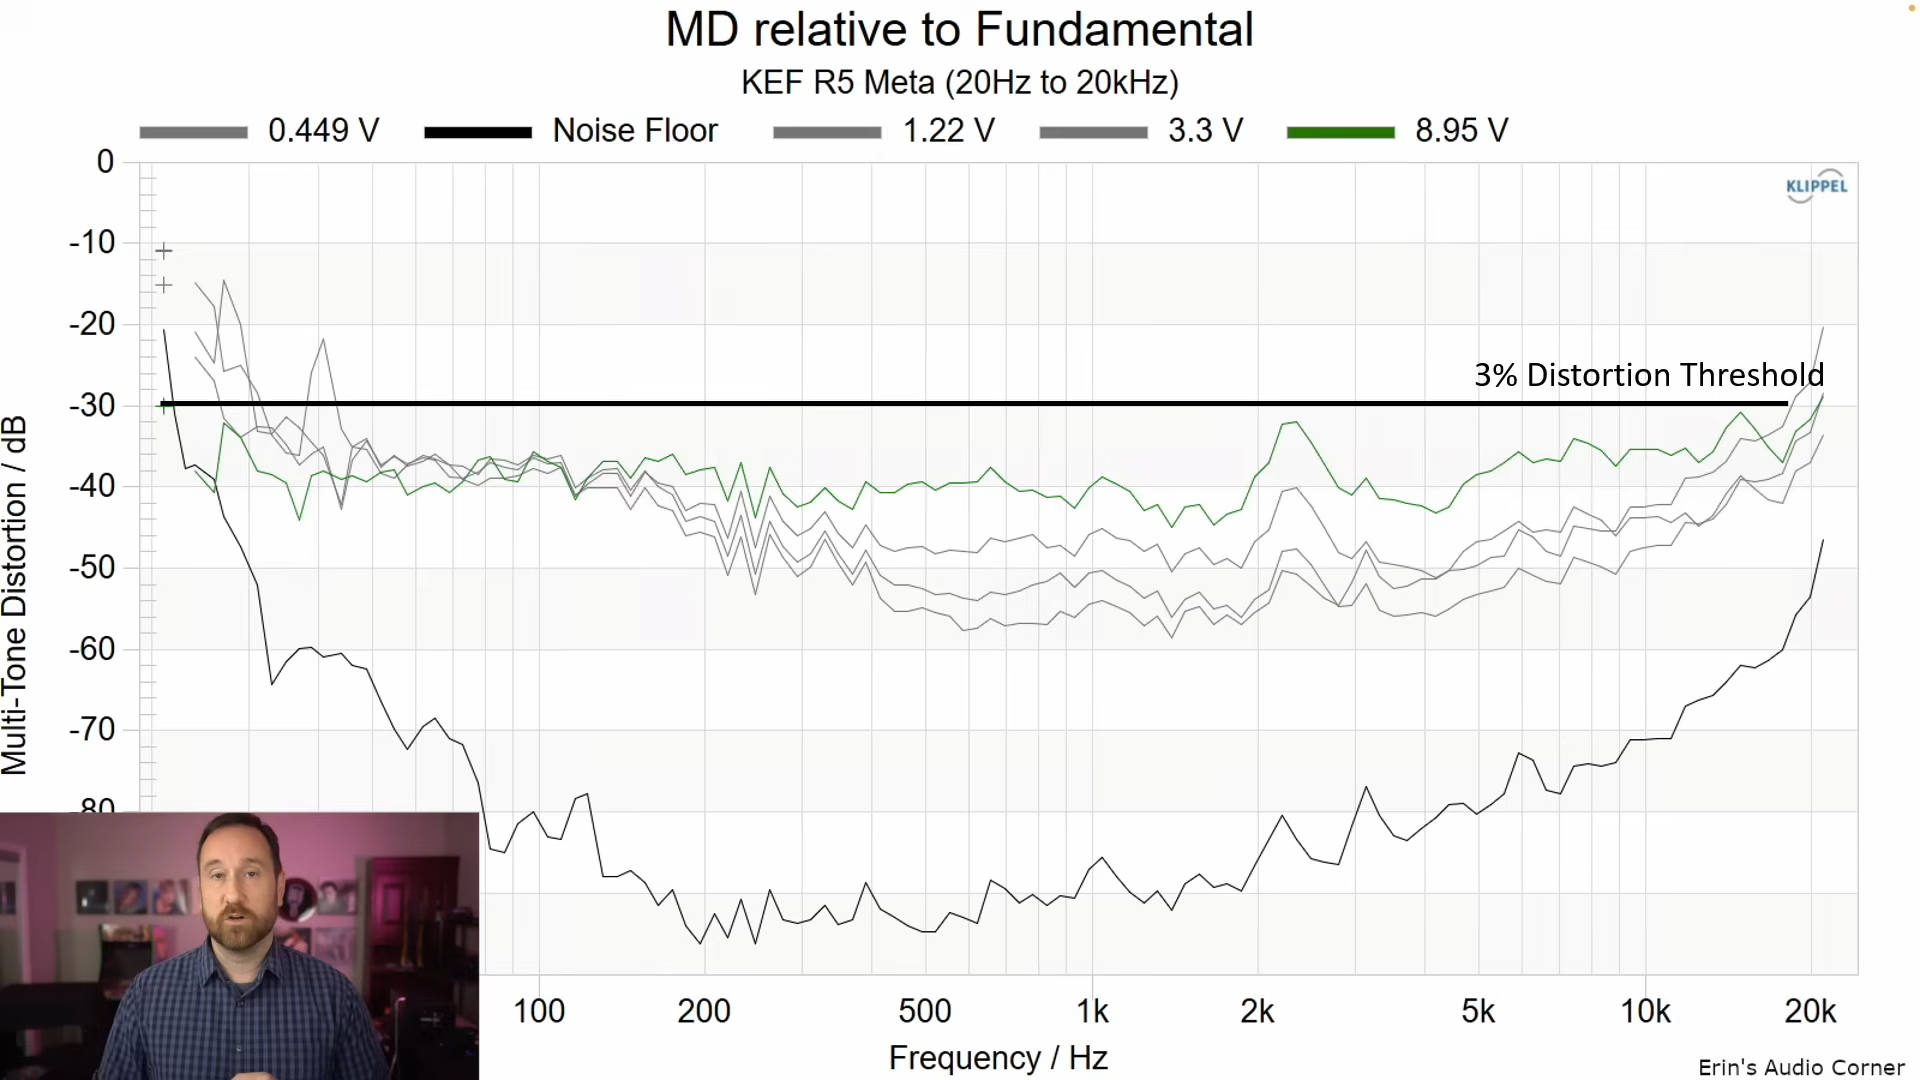 MD relative to Fundamental
KEF R5 Meta (20Hz to 20kHz)
0.449 V Noise Floor 1.22 V 3.3 V 8.95 V
KLIPPEL
0
-10
-20
-30
-40
-50
-60
-70
3% Distortion Threshold
Multi-Tone Distortion / dB
100 200 500 1k 2k 5k 10k 20k
Frequency / Hz
Erin's Audio Corner